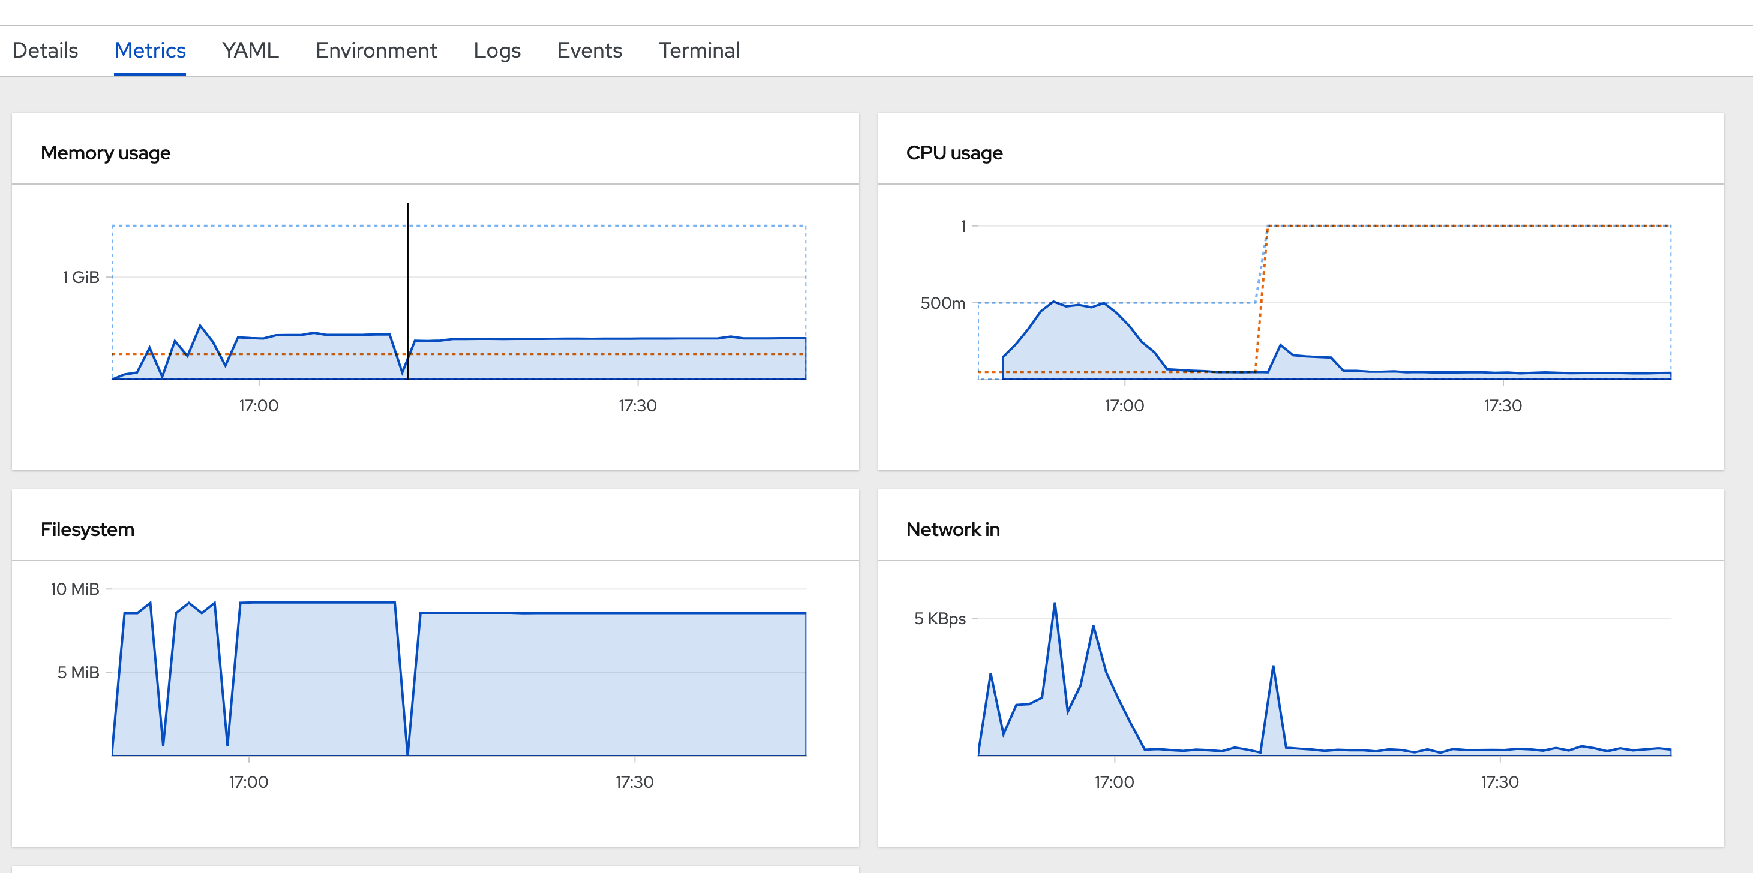 Details Metrics YAML Environment Logs Events Terminal
Memory usage
1 GiB
17:00 17:30
CPU usage
1
500m
17:00 17:30
Filesystem
10 MiB
5 MiB
17:00 17:30
Network in
5 KBps
17:00 17:30